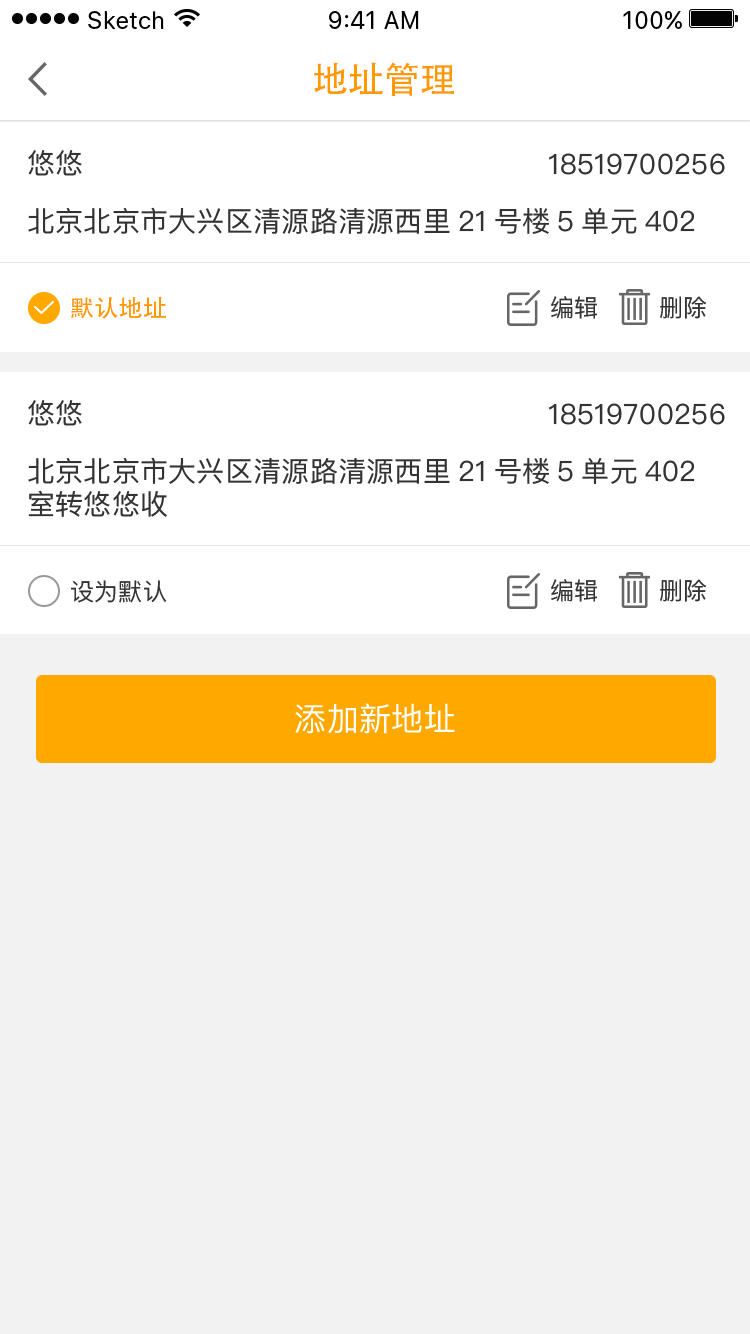 Sketch 9:41 AM 100%
地址管理
悠悠 18519700256
北京北京市大兴区清源路清源西里 21 号楼 5 单元 402
默认地址 编辑 删除
悠悠 18519700256
北京北京市大兴区清源路清源西里 21 号楼 5 单元 402
室转悠悠收
设为默认 编辑 删除
添加新地址